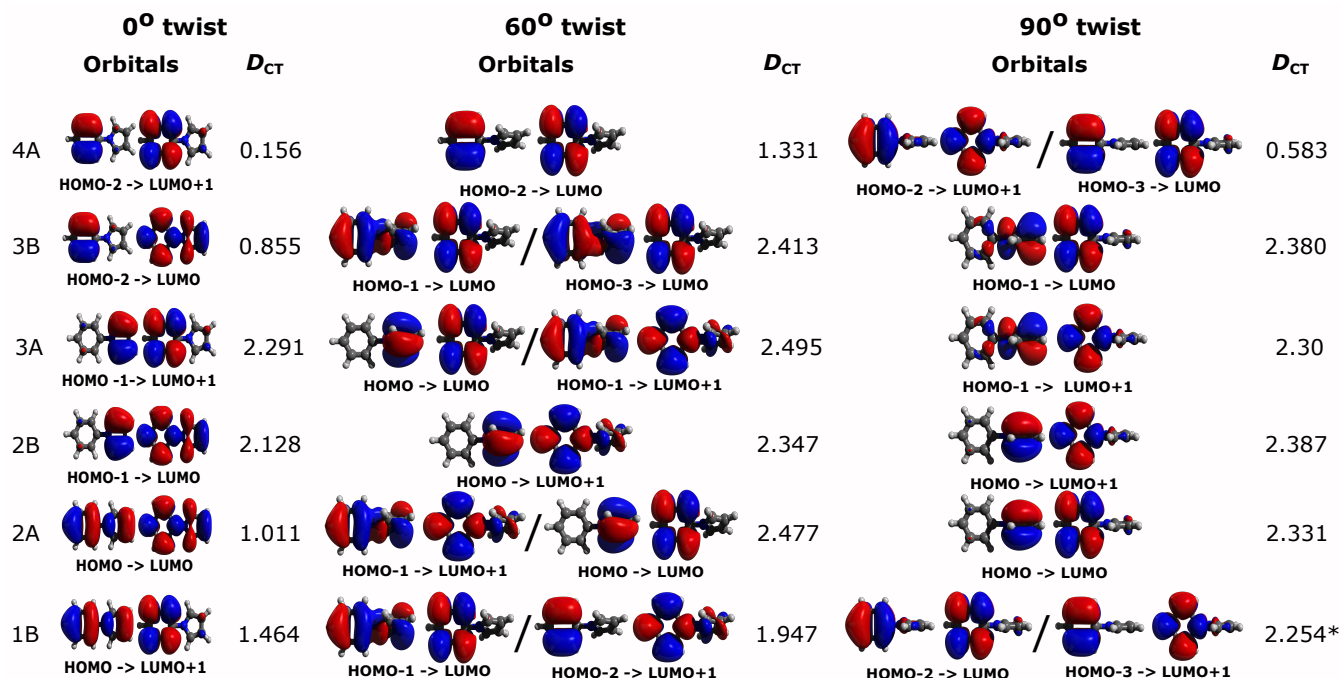 0⁰ twist 60⁰ twist 90⁰ twist
Orbitals D_CT Orbitals D_CT Orbitals D_CT
4A 0.156 1.331 / 0.583
HOMO-2 -> LUMO+1 HOMO-2 -> LUMO HOMO-2 -> LUMO+1 HOMO-3 -> LUMO
3B 0.855 / 2.413 2.380
HOMO-2 -> LUMO HOMO-1 -> LUMO HOMO-3 -> LUMO HOMO-1 -> LUMO
3A 2.291 / 2.495 2.30
HOMO -1-> LUMO+1 HOMO -> LUMO HOMO-1 -> LUMO+1 HOMO-1 -> LUMO+1
2B 2.128 2.347 2.387
HOMO-1 -> LUMO HOMO -> LUMO+1 HOMO -> LUMO+1
2A 1.011 / 2.477 2.331
HOMO -> LUMO HOMO-1 -> LUMO+1 HOMO -> LUMO HOMO -> LUMO
1B 1.464 / 1.947 / 2.254*
HOMO -> LUMO+1 HOMO-1 -> LUMO HOMO-2 -> LUMO+1 HOMO-2 -> LUMO HOMO-3 -> LUMO+1